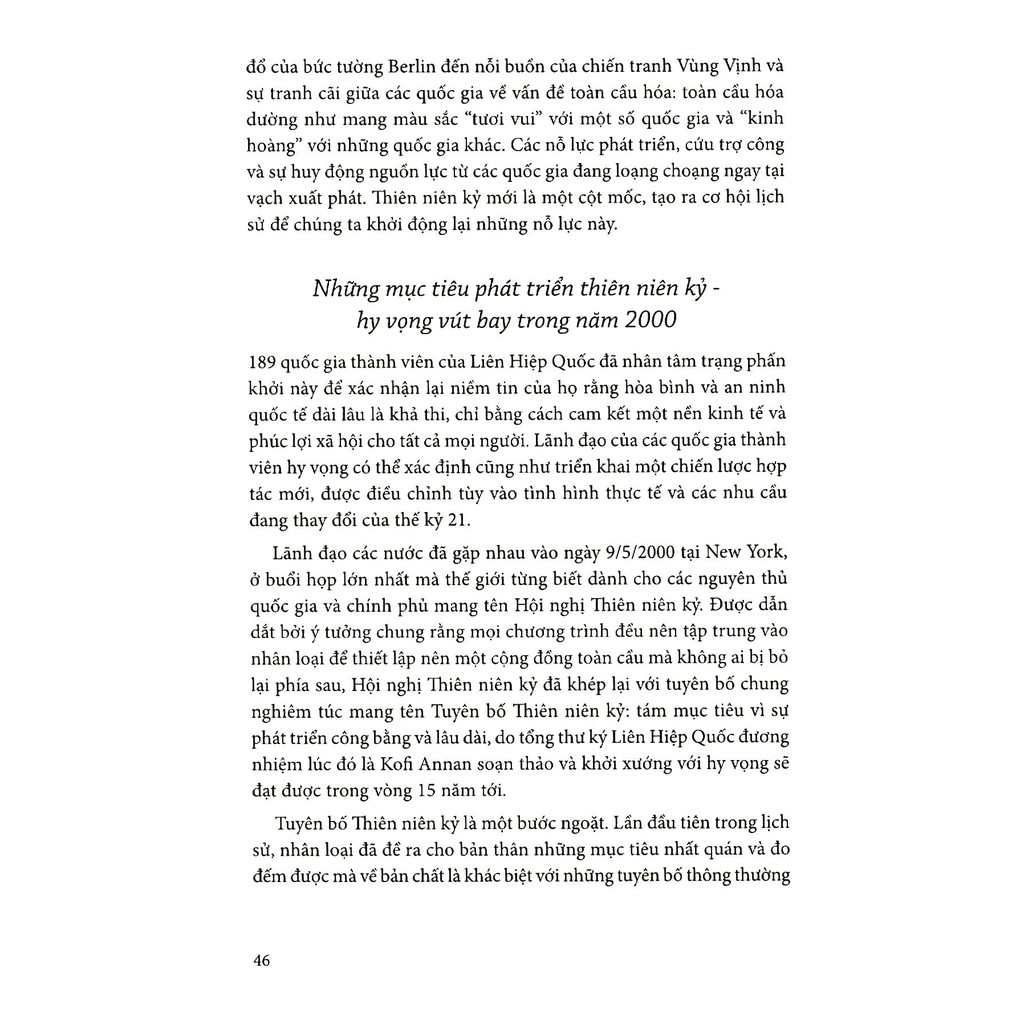 đổ của bức tường Berlin đến nỗi buồn của chiến tranh Vùng Vịnh và
sự tranh cãi giữa các quốc gia về vấn đề toàn cầu hóa: toàn cầu hóa
dường như mang màu sắc “tươi vui” với một số quốc gia và “kinh
hoàng” với những quốc gia khác. Các nỗ lực phát triển, cứu trợ công
và sự huy động nguồn lực từ các quốc gia đang loạng choạng ngay tại
vạch xuất phát. Thiên niên kỷ mới là một cột mốc, tạo ra cơ hội lịch
sử để chúng ta khởi động lại những nỗ lực này.
Những mục tiêu phát triển thiên niên kỷ -
hy vọng vút bay trong năm 2000
189 quốc gia thành viên của Liên Hiệp Quốc đã nhân tâm trạng phấn
khởi này để xác nhận lại niềm tin của họ rằng hòa bình và an ninh
quốc tế dài lâu là khả thi, chỉ bằng cách cam kết một nền kinh tế và
phúc lợi xã hội cho tất cả mọi người. Lãnh đạo của các quốc gia thành
viên hy vọng có thể xác định cũng như triển khai một chiến lược hợp
tác mới, được điều chỉnh tùy vào tình hình thực tế và các nhu cầu
đang thay đổi của thế kỷ 21.
Lãnh đạo các nước đã gặp nhau vào ngày 9/5/2000 tại New York,
ở buổi họp lớn nhất mà thế giới từng biết dành cho các nguyên thủ
quốc gia và chính phủ mang tên Hội nghị Thiên niên kỷ. Được dẫn
dắt bởi ý tưởng chung rằng mọi chương trình đều nên tập trung vào
nhân loại để thiết lập nên một cộng đồng toàn cầu mà không ai bị bỏ
lại phía sau, Hội nghị Thiên niên kỷ đã khép lại với tuyên bố chung
nghiêm túc mang tên Tuyên bố Thiên niên kỷ: tám mục tiêu vì sự
phát triển công bằng và lâu dài, do tổng thư ký Liên Hiệp Quốc đương
nhiệm lúc đó là Kofi Annan soạn thảo và khởi xướng với hy vọng sẽ
đạt được trong vòng 15 năm tới.
Tuyên bố Thiên niên kỷ là một bước ngoặt. Lần đầu tiên trong lịch
sử, nhân loại đã đề ra cho bản thân những mục tiêu nhất quán và đo
đếm được mà về bản chất là khác biệt với những tuyên bố thông thường
46